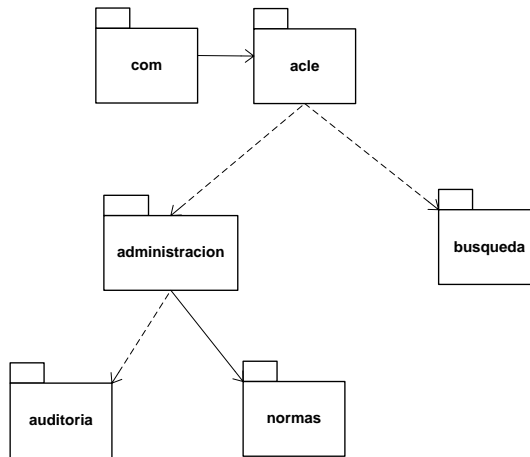 com
acle
administracion
busqueda
auditoria
normas